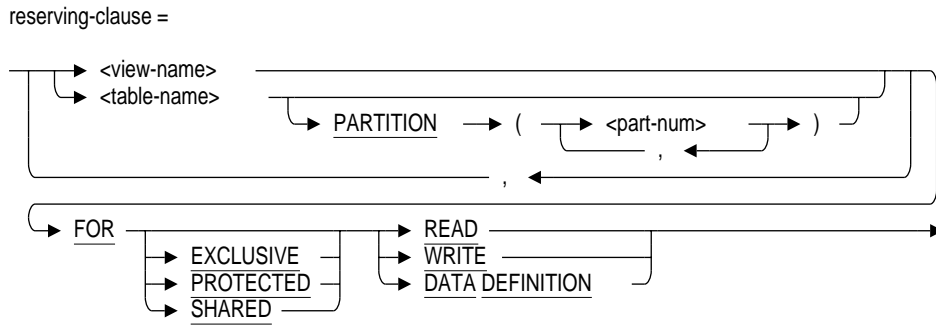 reserving-clause =
<view-name>
<table-name>
PARTITION ( <part-num> )
,
,
FOR READ
EXCLUSIVE WRITE
PROTECTED DATA DEFINITION
SHARED